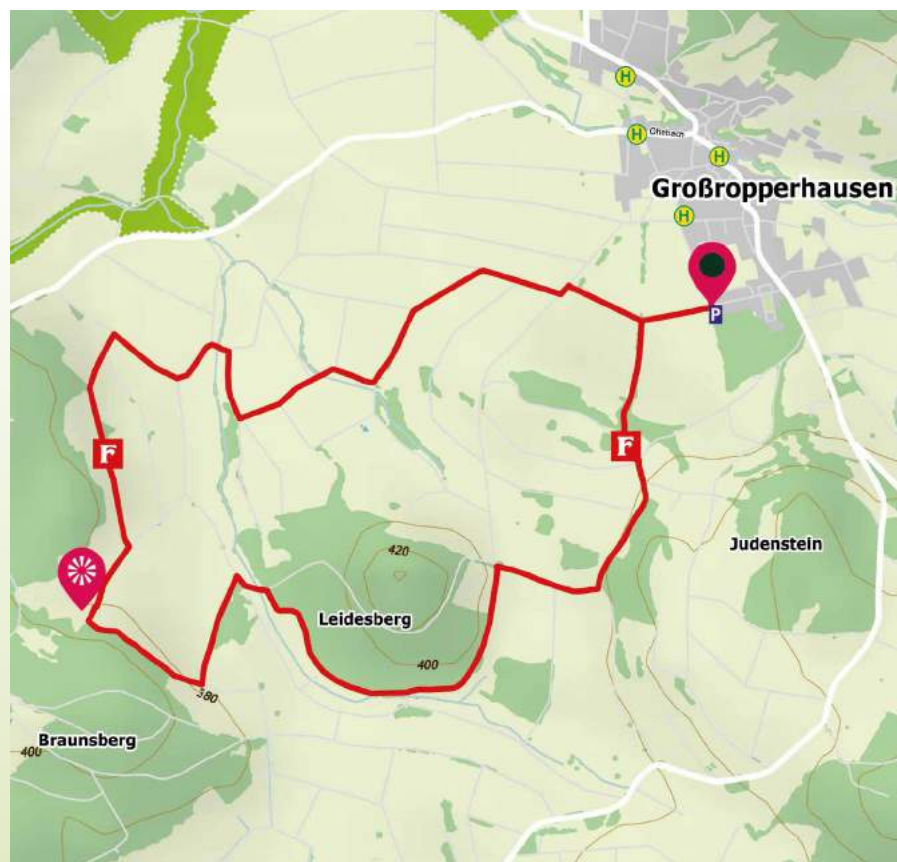 H
H
Ohebach
H
Großropperhausen
H
P
F
F
Judenstein
420
Leidesberg
400
380
Braunsberg
400